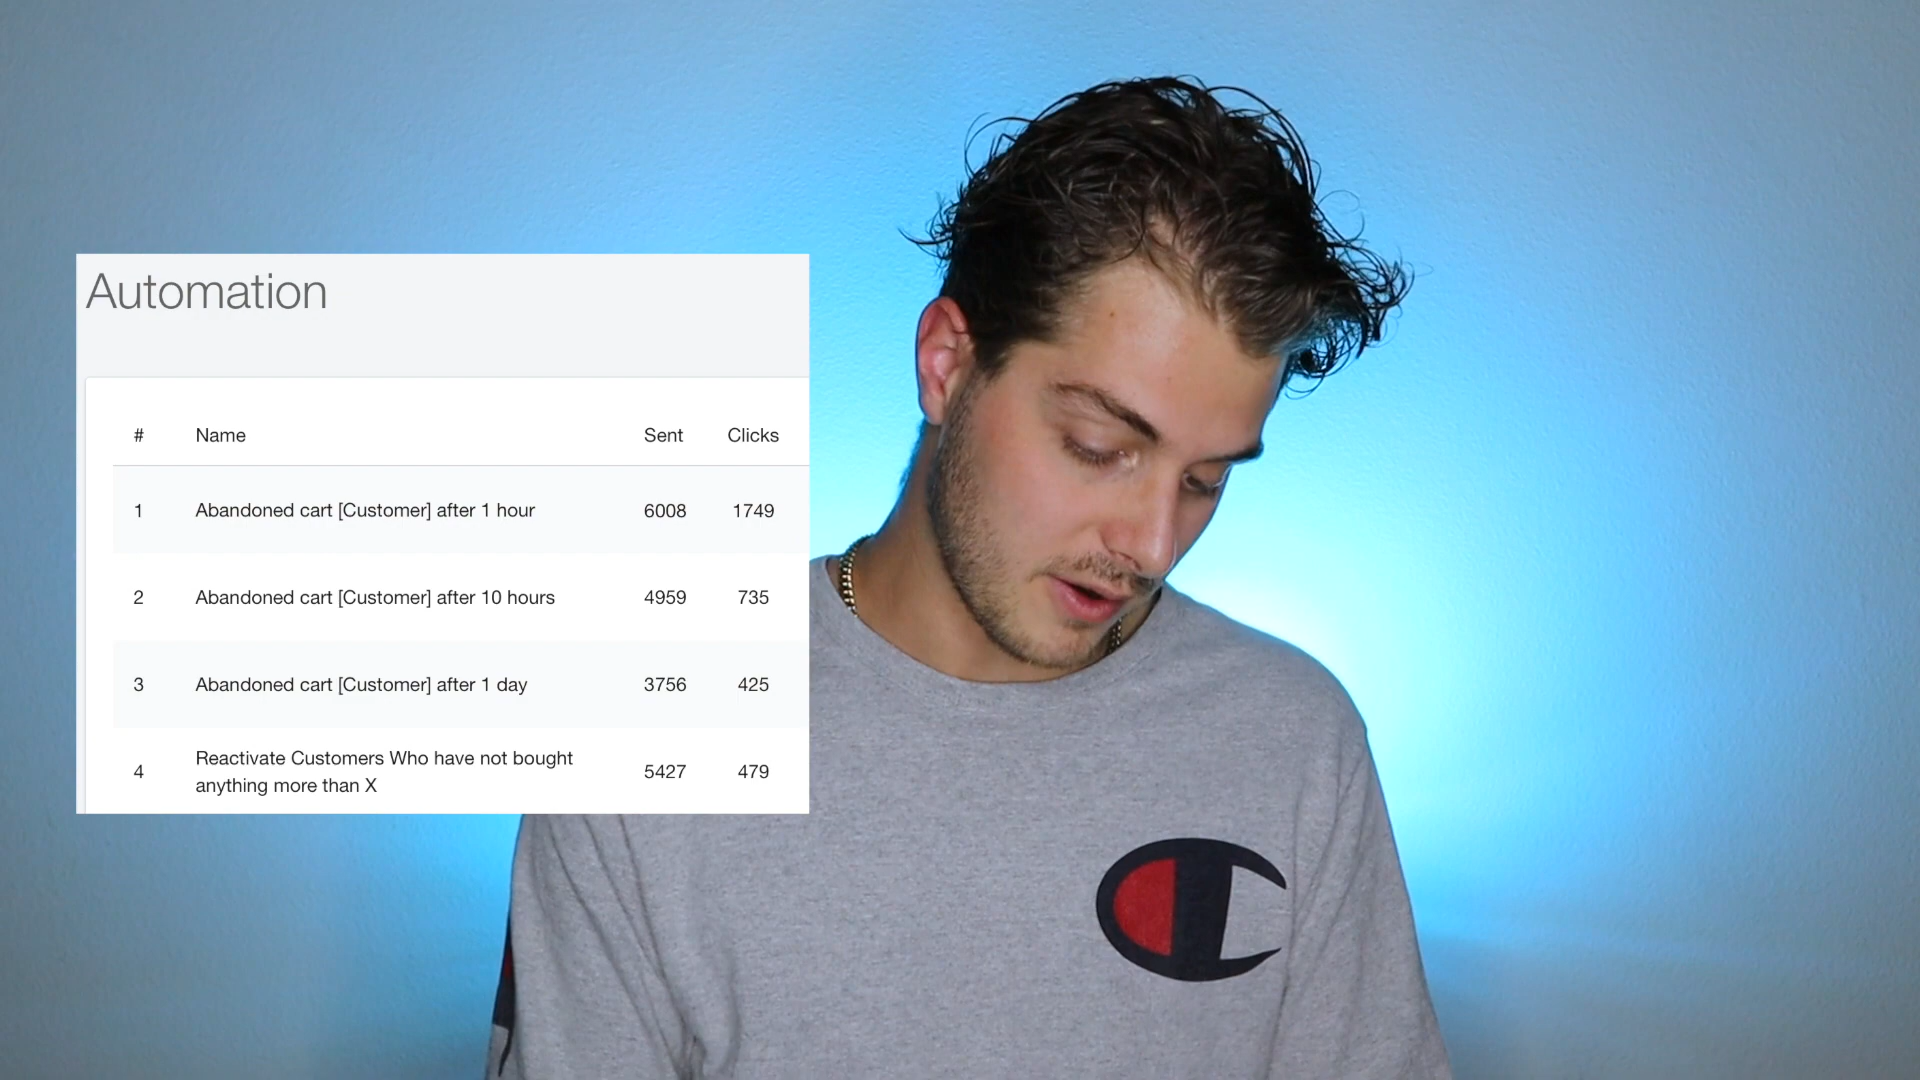 Automation
# Name Sent Clicks
1 Abandoned cart [Customer] after 1 hour 6008 1749
2 Abandoned cart [Customer] after 10 hours 4959 735
3 Abandoned cart [Customer] after 1 day 3756 425
4 Reactivate Customers Who have not bought 5427 479
anything more than X